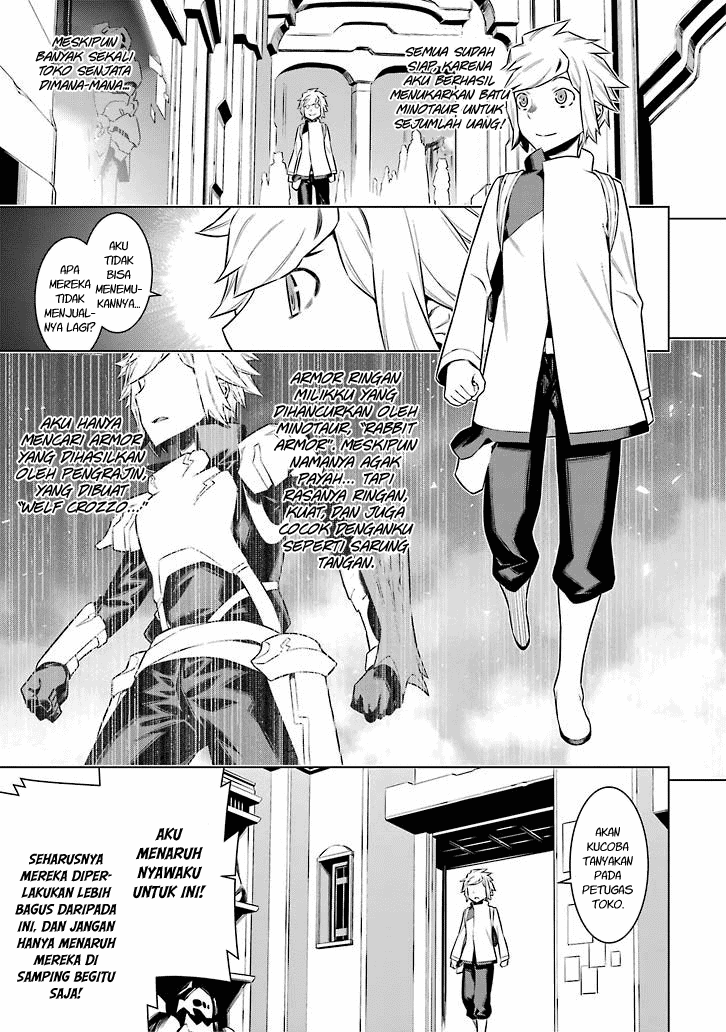 SEMUA SUDAH
SIAP, KARENA
AKU BERHASIL
MENUKARKAN BATU
MINOTAUR UNTUK
SEJUMLAH UANG!
MESKIPUN
BANYAK SEKALI
TOKO SENJATA
DIMANA-MANA...
AKU
TIDAK
BISA
MENEMU-
KANNYA...
APA
MEREKA
TIDAK
MENJUAL-
NYA LAGI?
ARMOR RINGAN
MILIKKU YANG
DIHANCURKAN OLEH
MINOTAUR, "RABBIT
ARMOR". MESKIPUN
NAMANYA AGAK
PAYAH... TAPI
RASANYA RINGAN,
KUAT, DAN JUGA
COCOK DENGANKU
SEPERTI SARUNG
TANGAN.
AKU HANYA
MENCARI ARMOR
YANG DIHASILKAN
OLEH PENGRAJIN,
YANG DIBUAT
"WELF CROZZO..."
AKAN
KUCOBA
TANYAKAN
PADA
PETUGAS
TOKO.
AKU
MENARUH
NYAWAKU
UNTUK INI!
SEHARUSNYA
MEREKA DIPER-
LAKUKAN LEBIH
BAGUS DARIPADA
INI, DAN JANGAN
HANYA MENARUH
MEREKA DI
SAMPING BEGITU
SAJA!